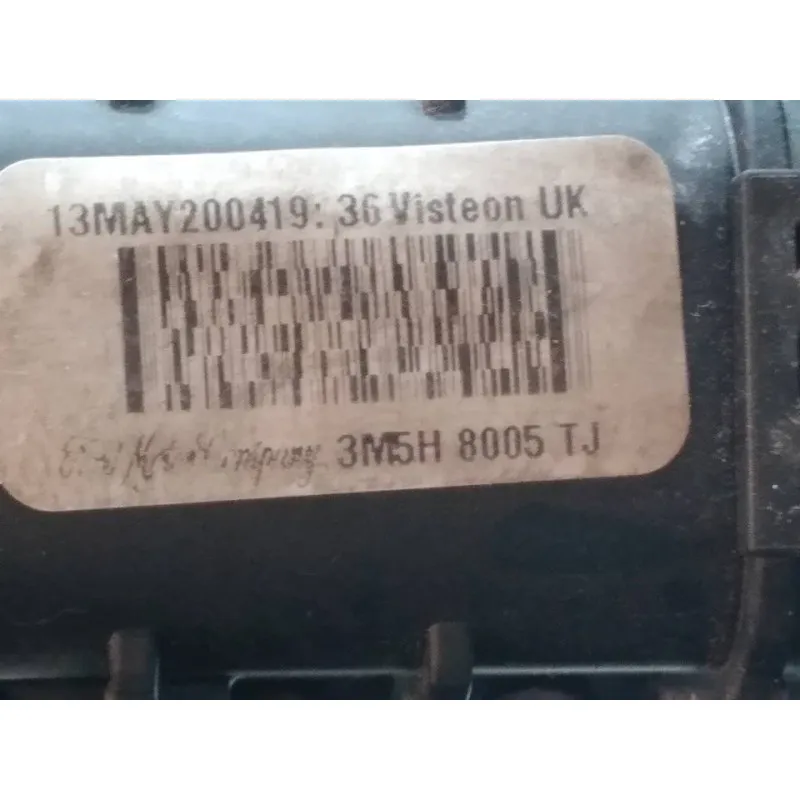 13MAY200419: 36 Visteon UK
3M5H 8005 TJ